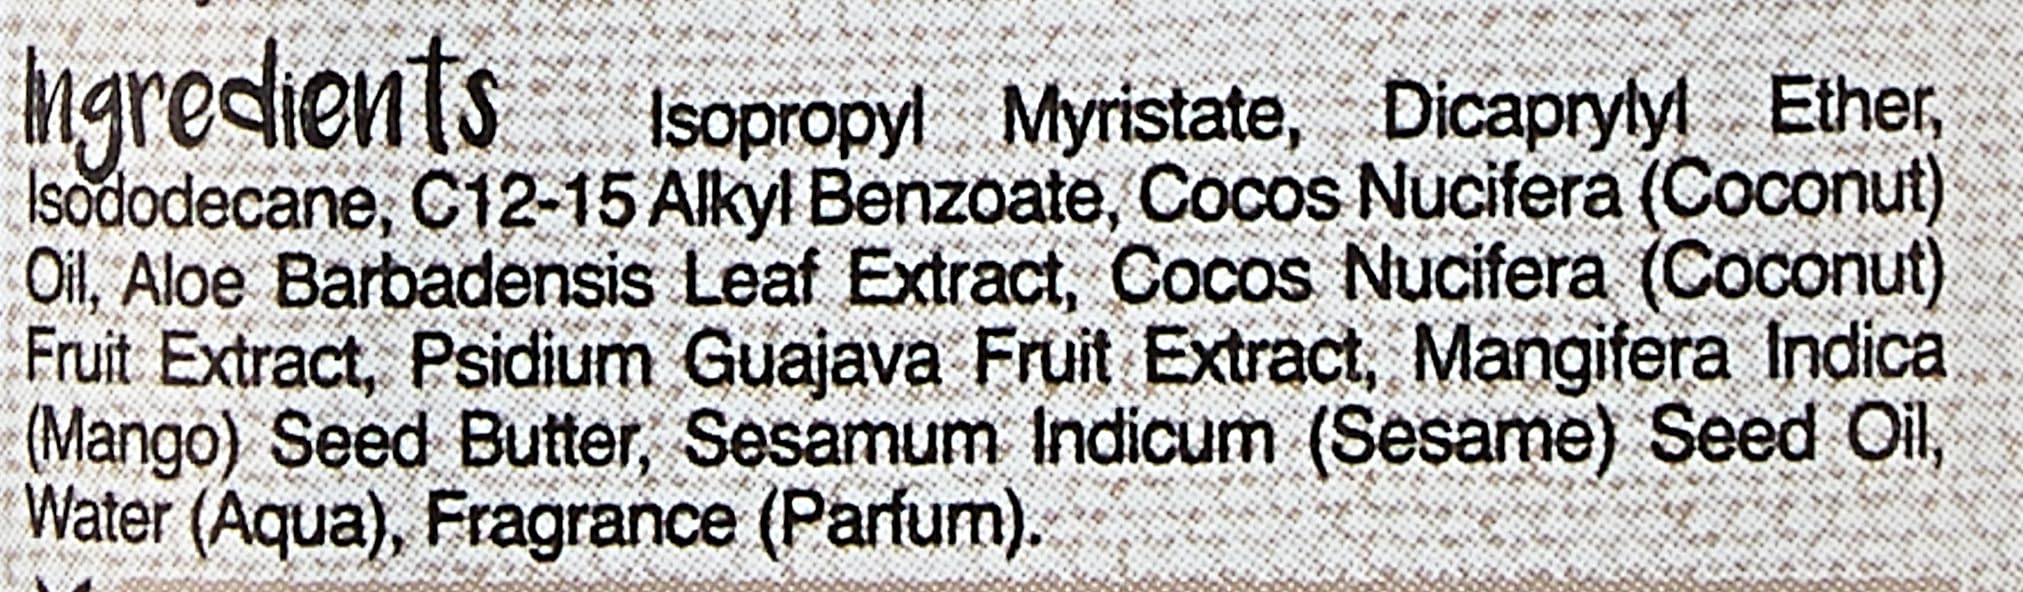 Ingredients Isopropyl Myristate, Dicaprylyl Ether,
Isododecane, C12-15 Alkyl Benzoate, Cocos Nucifera (Coconut)
Oil, Aloe Barbadensis Leaf Extract, Cocos Nucifera (Coconut)
Fruit Extract, Psidium Guajava Fruit Extract, Mangifera Indica
(Mango) Seed Butter, Sesamum Indicum (Sesame) Seed Oil,
Water (Aqua), Fragrance (Parfum).